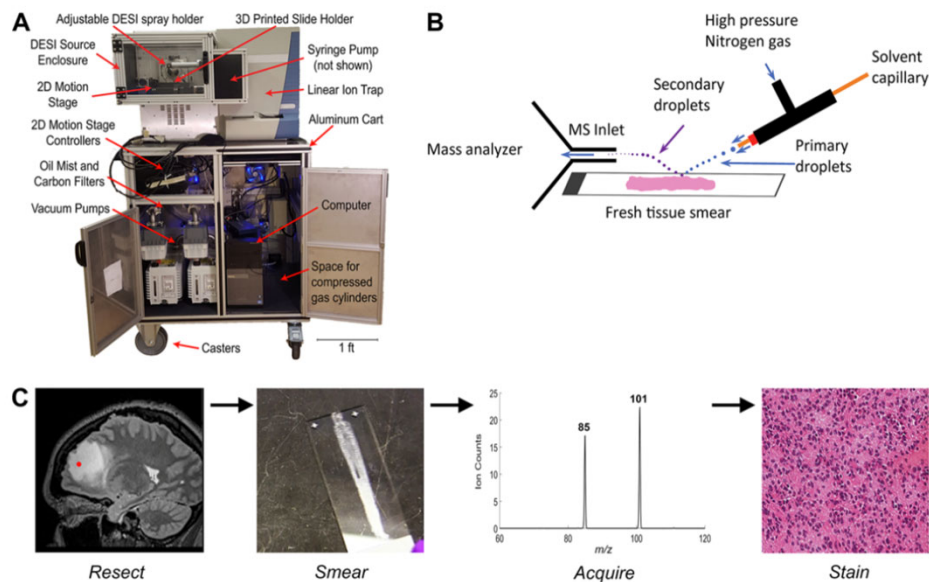 A
Adjustable DESI spray holder
3D Printed Slide Holder
DESI Source
Enclosure
Syringe Pump
(not shown)
2D Motion
Stage
Linear Ion Trap
2D Motion Stage
Controllers
Aluminum Cart
Oil Mist and
Carbon Filters
Vacuum Pumps
Computer
Space for
compressed
gas cylinders
Casters
1 ft
B
High pressure
Nitrogen gas
Solvent
capillary
Secondary
droplets
MS Inlet
Mass analyzer
Primary
droplets
Fresh tissue smear
C
Resect
Smear
25
20
15
10
5
0
Ion Counts
85
101
60
80
100
120
m/z
Acquire
Stain